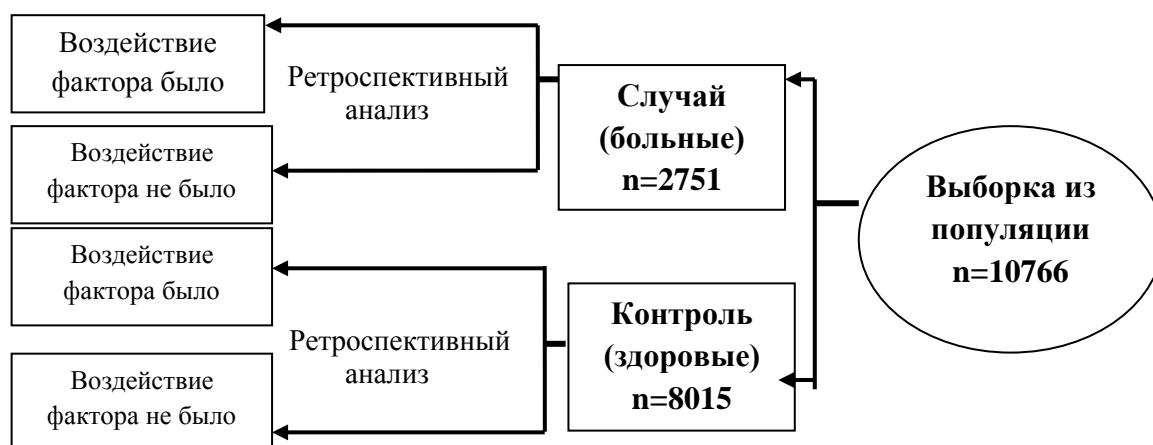 Воздействие
фактора было
Воздействие
фактора не было
Воздействие
фактора было
Воздействие
фактора не было
Ретроспективный
анализ
Ретроспективный
анализ
Случай
(больные)
n=2751
Контроль
(здоровые)
n=8015
Выборка из
популяции
n=10766